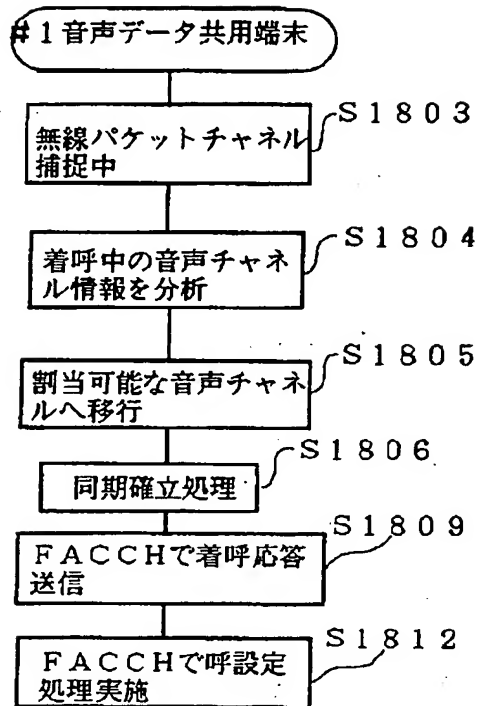 #1音声データ共用端末
S1803
無線パケットチャネル
捕捉中
S1804
着呼中の音声チャネ
ル情報を分析
S1805
割当可能な音声チャネ
ルへ移行
S1806
同期確立処理
S1809
FACCHで着呼応答
送信
S1812
FACCHで呼設定
処理実施